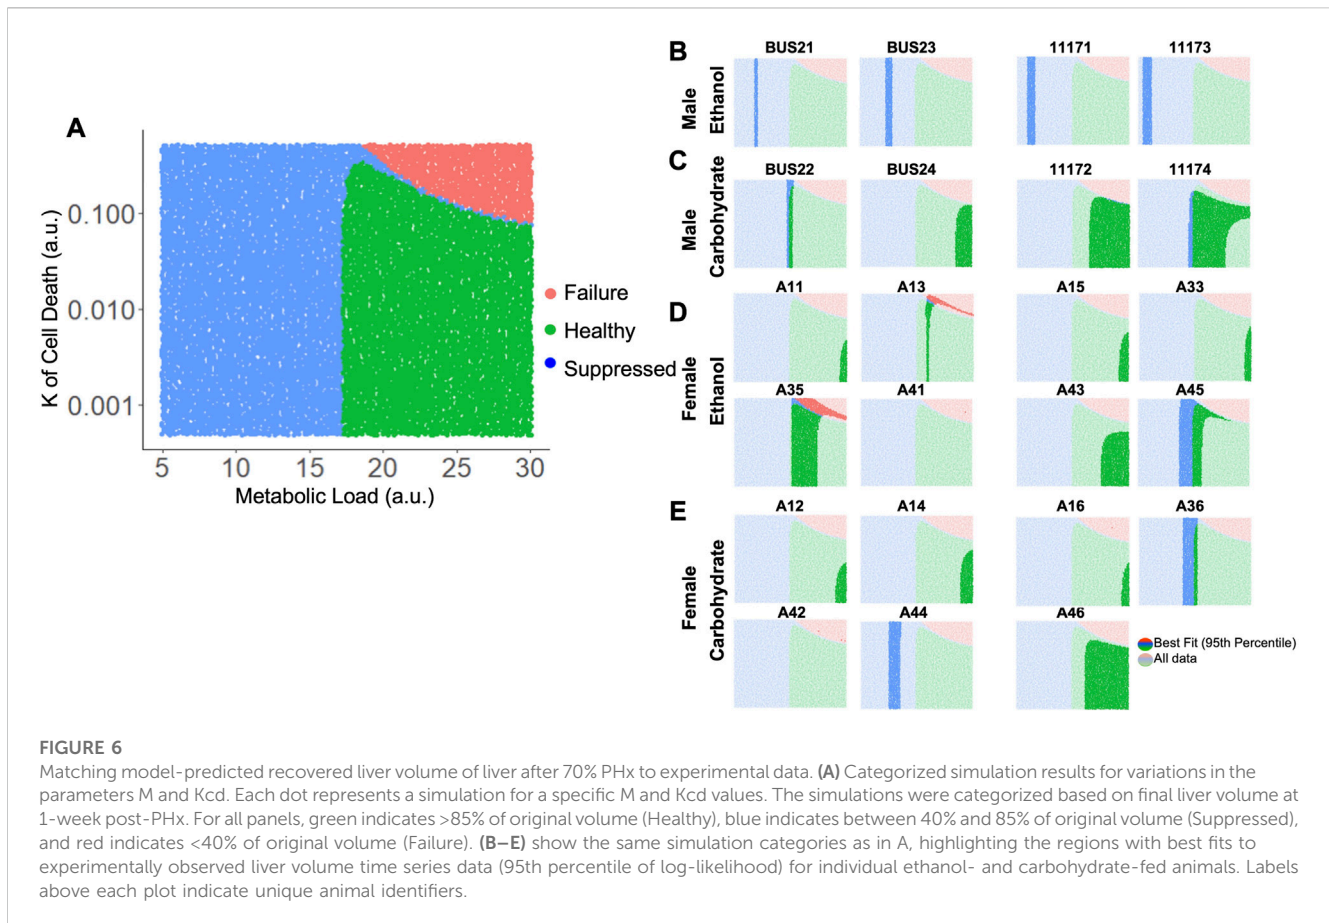 A
K of Cell Death (a.u.)
0.100
0.010
0.001
5 10 15 20 25 30
Metabolic Load (a.u.)
Failure
Healthy
Suppressed
B
Male
Ethanol
BUS21 BUS23 11171 11173
C
Male
Carbohydrate
BUS22 BUS24 11172 11174
D
Female
Ethanol
A11 A13 A15 A33
A35 A41 A43 A45
E
Female
Carbohydrate
A12 A14 A16 A36
A42 A44 A46
Best Fit (95th Percentile)
All data
FIGURE 6
Matching model-predicted recovered liver volume of liver after 70% PHx to experimental data. (A) Categorized simulation results for variations in the
parameters M and Kcd. Each dot represents a simulation for a specific M and Kcd values. The simulations were categorized based on final liver volume at
1-week post-PHx. For all panels, green indicates >85% of original volume (Healthy), blue indicates between 40% and 85% of original volume (Suppressed),
and red indicates <40% of original volume (Failure). (B–E) show the same simulation categories as in A, highlighting the regions with best fits to
experimentally observed liver volume time series data (95th percentile of log-likelihood) for individual ethanol- and carbohydrate-fed animals. Labels
above each plot indicate unique animal identifiers.